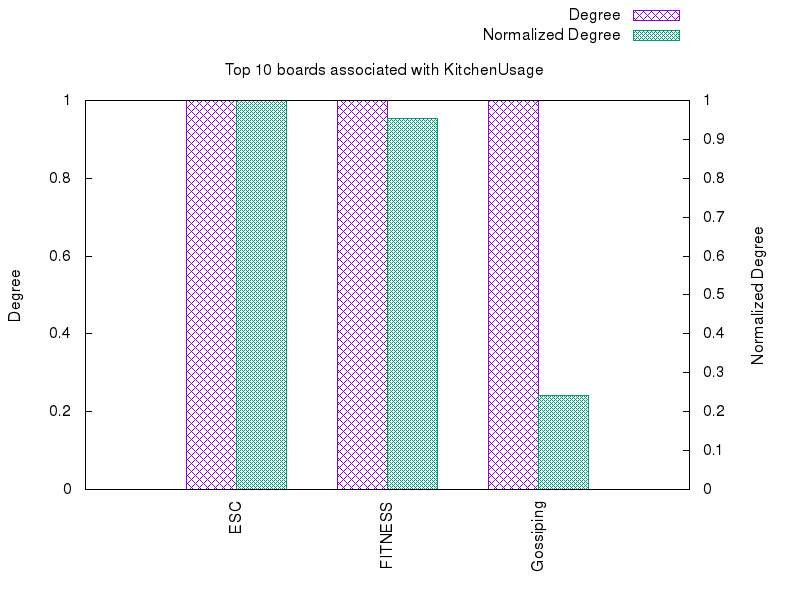 Degree
Normalized Degree
Top 10 boards associated with KitchenUsage
1
0.8
0.6
0.4
0.2
0
Degree
1
0.9
0.8
0.7
0.6
0.5
0.4
0.3
0.2
0.1
0
Normalized Degree
ESC
FITNESS
Gossiping